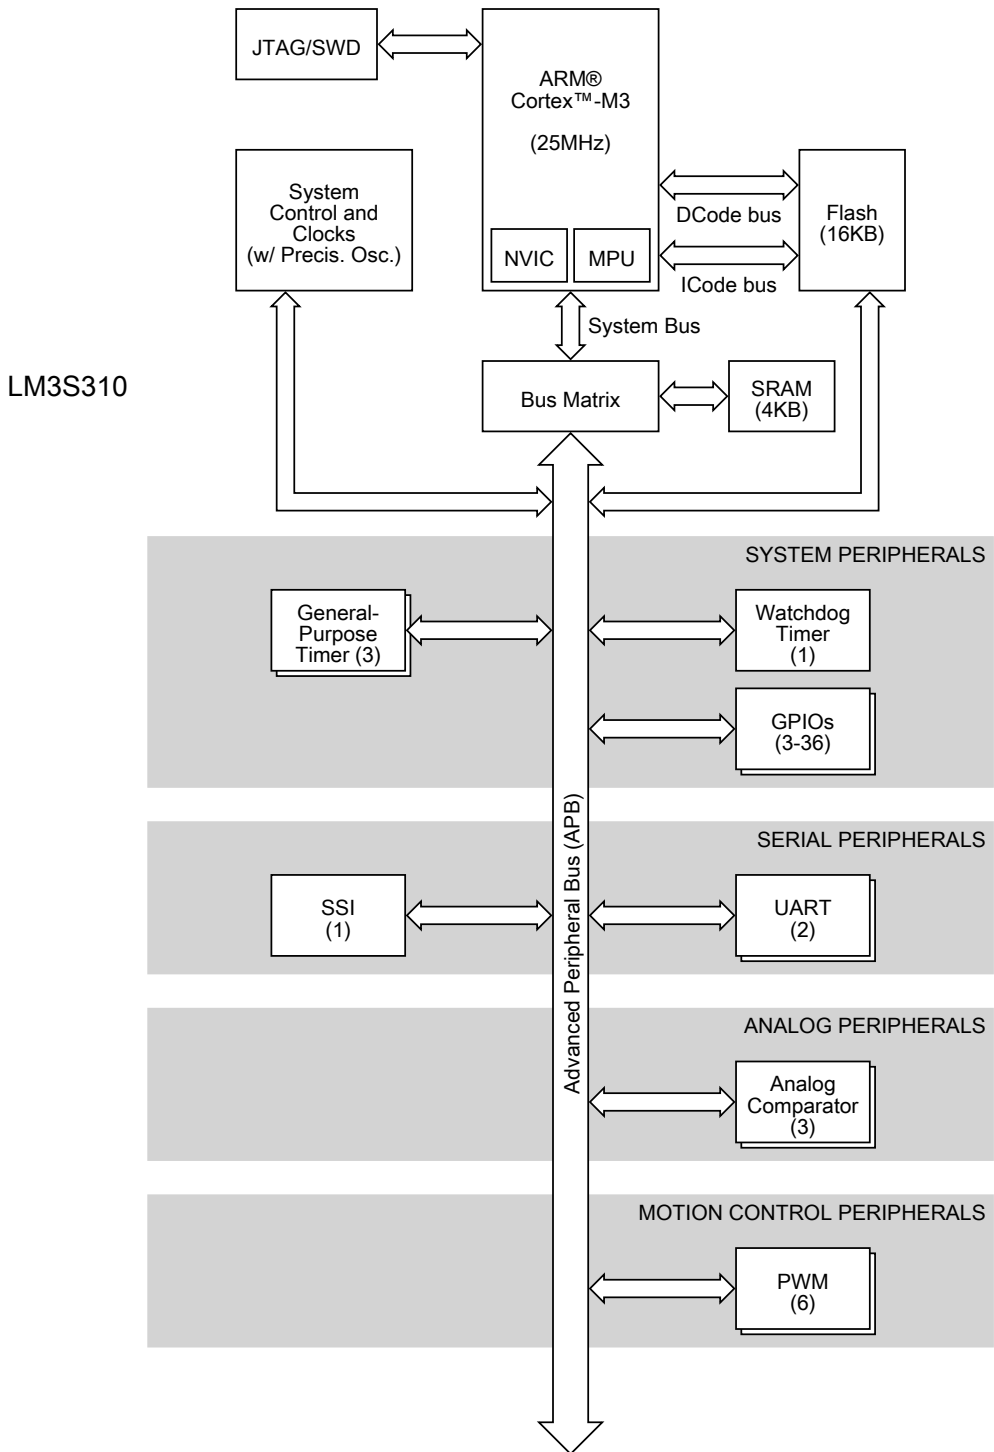 JTAG/SWD
ARM®
Cortex™-M3
(25MHz)
NVIC
MPU
System
Control and
Clocks
(w/ Precis. Osc.)
DCode bus
ICode bus
Flash
(16KB)
System Bus
LM3S310
Bus Matrix
SRAM
(4KB)
Advanced Peripheral Bus (APB)
SYSTEM PERIPHERALS
General-
Purpose
Timer (3)
Watchdog
Timer
(1)
GPIOs
(3-36)
SERIAL PERIPHERALS
SSI
(1)
UART
(2)
ANALOG PERIPHERALS
Analog
Comparator
(3)
MOTION CONTROL PERIPHERALS
PWM
(6)